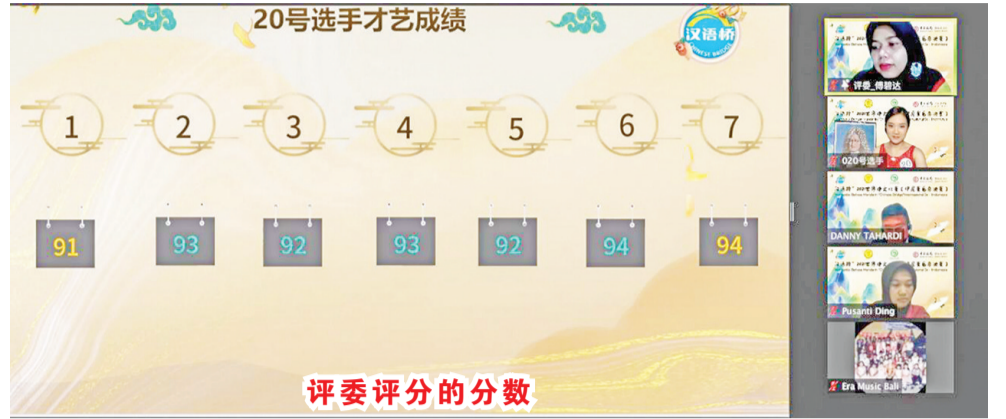 20号选手才艺成绩
汉语桥
CHINESE BRIDGE
1 2 3 4 5 6 7
91 93 92 93 92 94 94
评委评分的分数
评委_傅碧达
020号选手
DANNY TAHARDI
Pusanti Ding
Era Music Bali